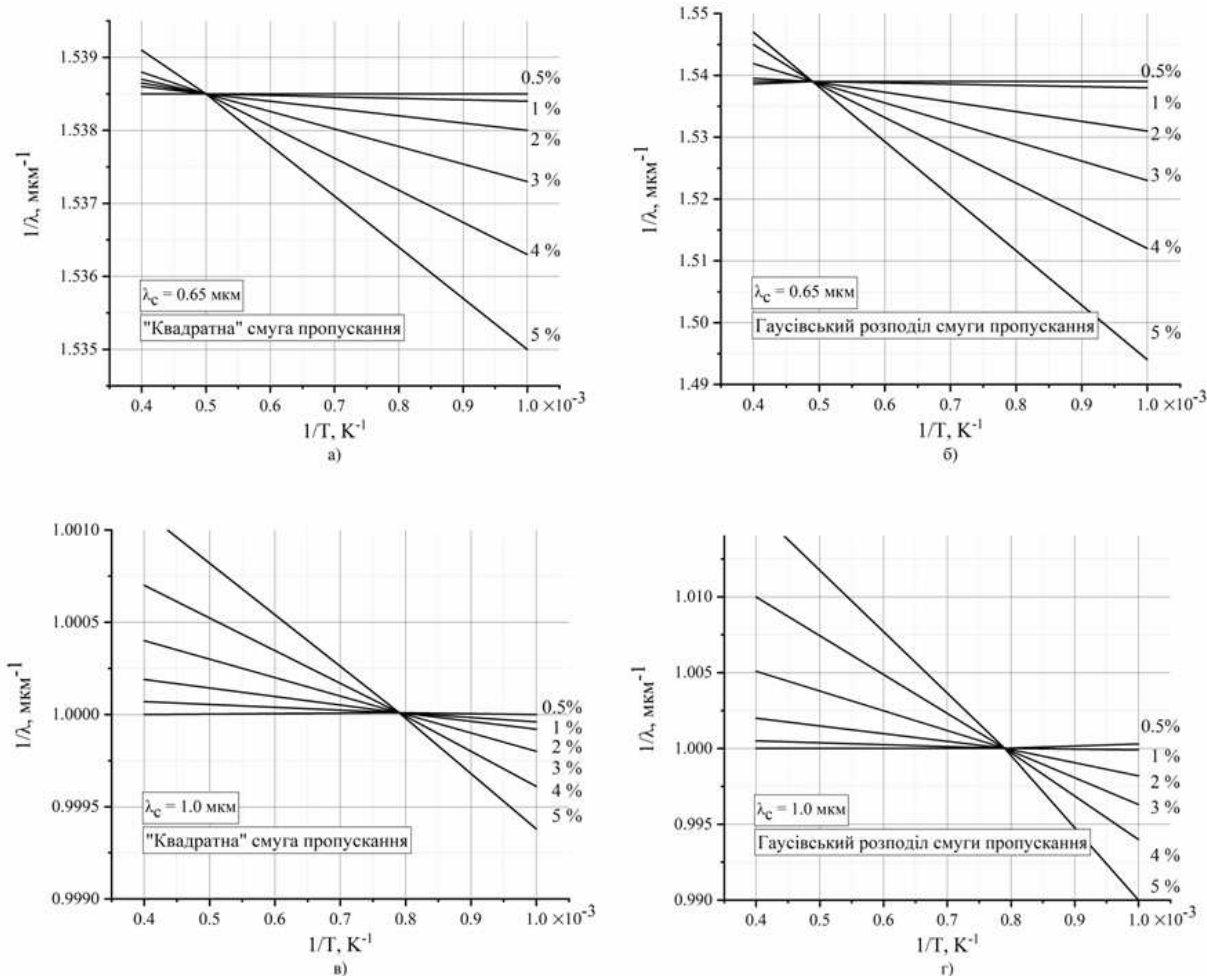 1.539
1.538
1.537
1.536
1.535
1/λ, мкм⁻¹
0.5%
1 %
2 %
3 %
4 %
5 %
λc = 0.65 мкм
"Квадратна" смуга пропускання
0.4 0.5 0.6 0.7 0.8 0.9 1.0 ×10⁻³
1/T, K⁻¹
а)
1.55
1.54
1.53
1.52
1.51
1.50
1.49
1/λ, мкм⁻¹
0.5%
1 %
2 %
3 %
4 %
5 %
λc = 0.65 мкм
Гаусівський розподіл смуги пропускання
0.4 0.5 0.6 0.7 0.8 0.9 1.0 ×10⁻³
1/T, K⁻¹
б)
1.0010
1.0005
1.0000
0.9995
0.9990
1/λ, мкм⁻¹
0.5%
1 %
2 %
3 %
4 %
5 %
λc = 1.0 мкм
"Квадратна" смуга пропускання
0.4 0.5 0.6 0.7 0.8 0.9 1.0 ×10⁻³
1/T, K⁻¹
в)
1.010
1.005
1.000
0.995
0.990
1/λ, мкм⁻¹
0.5%
1 %
2 %
3 %
4 %
5 %
λc = 1.0 мкм
Гаусівський розподіл смуги пропускання
0.4 0.5 0.6 0.7 0.8 0.9 1.0 ×10⁻³
1/T, K⁻¹
г)